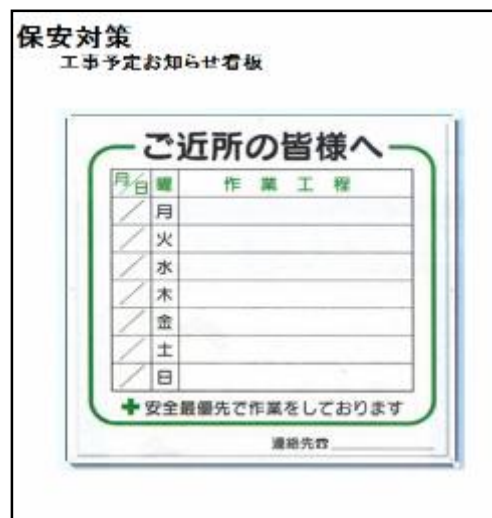 保安対策
工事予定お知らせ看板
ご近所の皆様へ
月/日 曜 作業工程
/ 月
/ 火
/ 水
/ 木
/ 金
/ 土
/ 日
✚安全最優先で作業をしております
連絡先☎